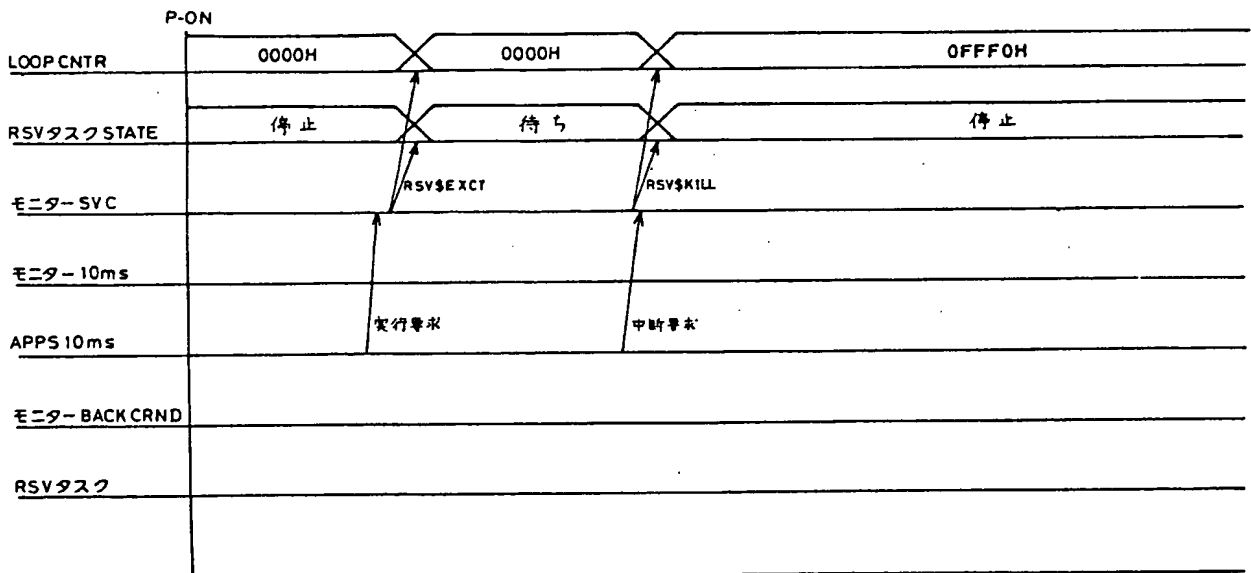 P-ON
LOOP CNTR
0000H
0000H
0FFF0H
RSVタスク STATE
停止
待ち
停止
RSV$EXCT
RSV$KILL
モニター SVC
モニター 10ms
実行要求
中断要求
APPS 10ms
モニター BACK CRND
RSVタスク